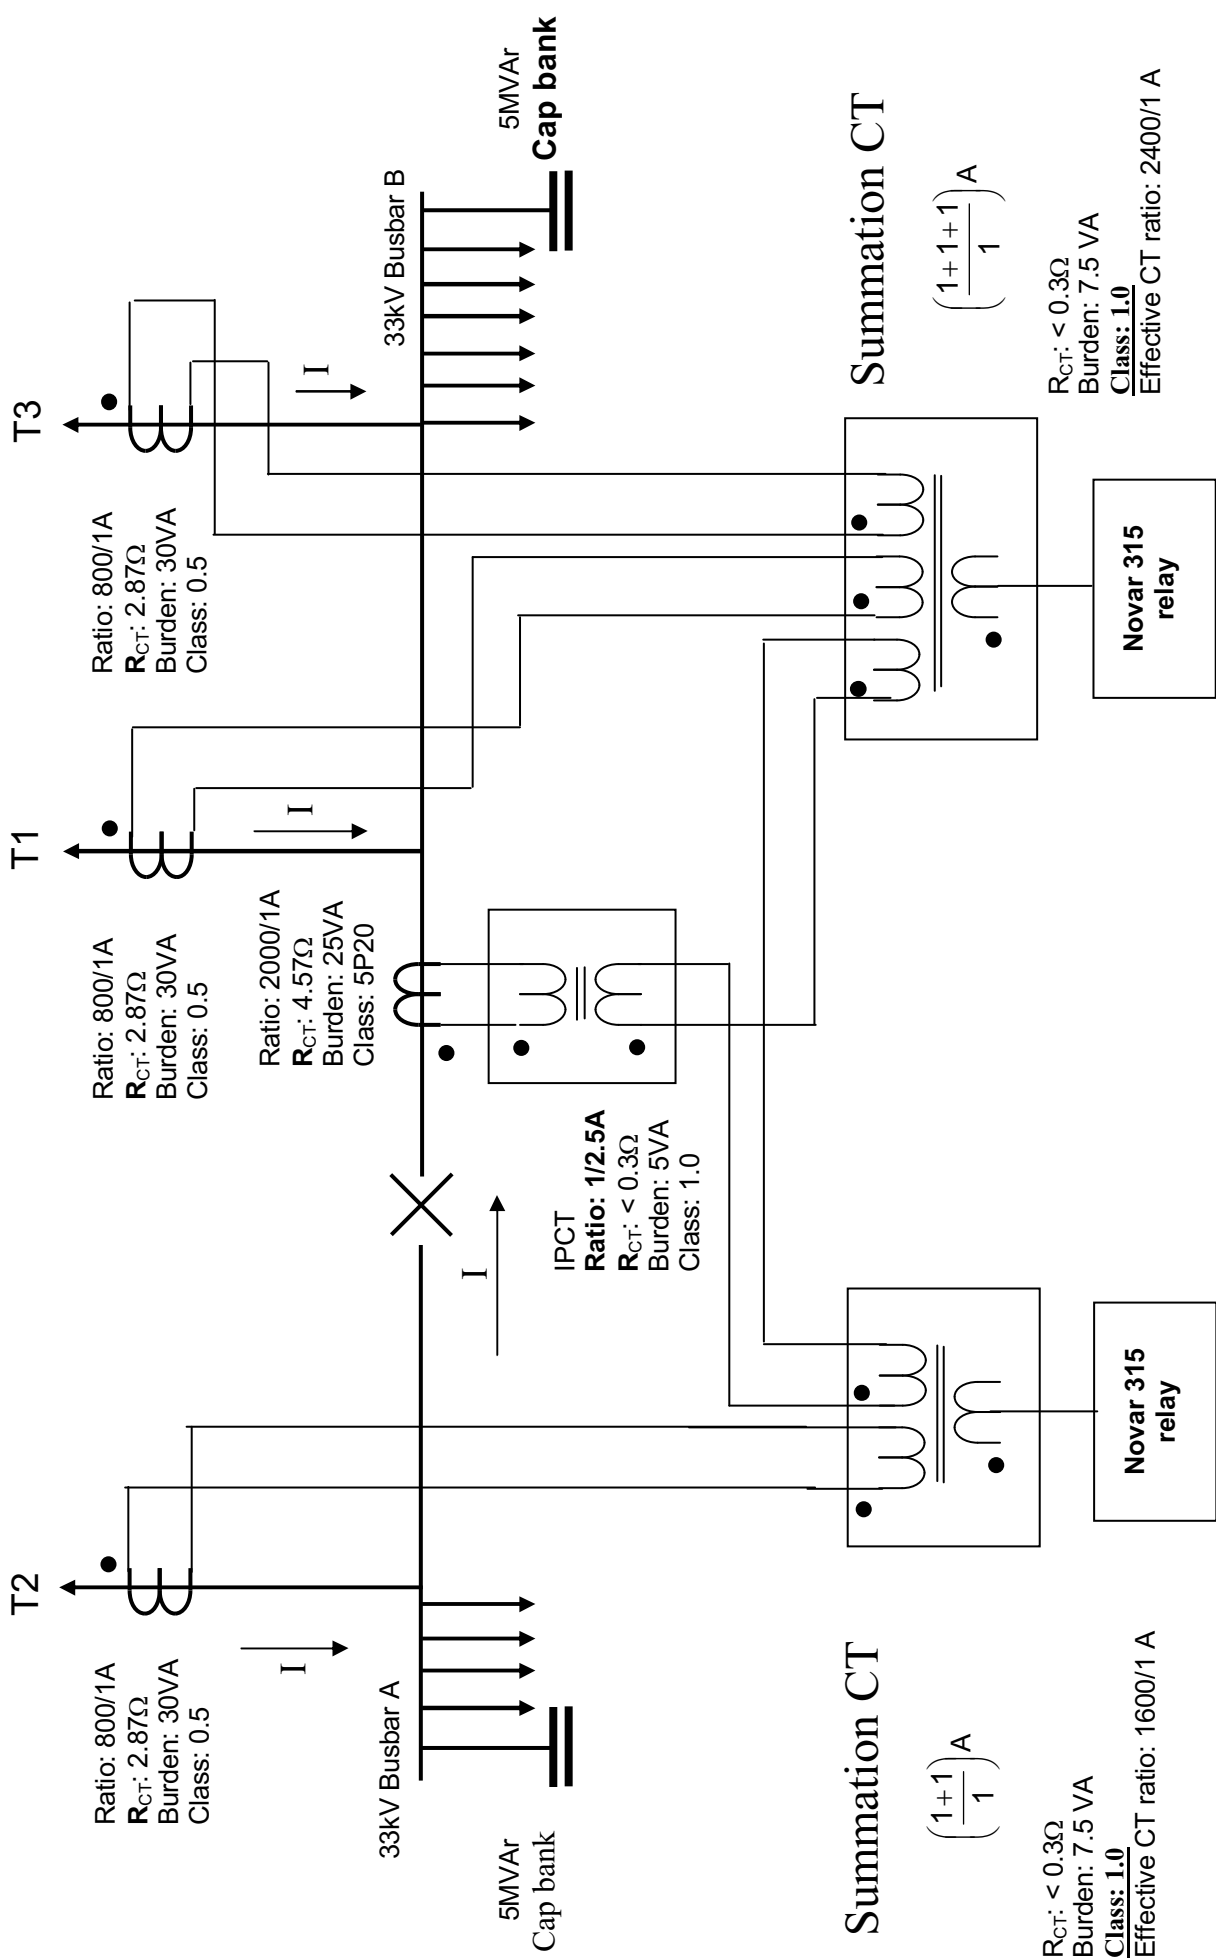 T2
T1
T3
Ratio: 800/1A
RCT: 2.87Ω
Burden: 30VA
Class: 0.5
I
Ratio: 800/1A
RCT: 2.87Ω
Burden: 30VA
Class: 0.5
I
Ratio: 800/1A
RCT: 2.87Ω
Burden: 30VA
Class: 0.5
I
Ratio: 2000/1A
RCT: 4.57Ω
Burden: 25VA
Class: 5P20
33kV Busbar A
33kV Busbar B
5MVAr
Cap bank
5MVAr
Cap bank
I
IPCT
Ratio: 1/2.5A
RCT: < 0.3Ω
Burden: 5VA
Class: 1.0
Summation CT
(1+1
1) A
RCT: < 0.3Ω
Burden: 7.5 VA
Class: 1.0
Effective CT ratio: 1600/1 A
Novar 315
relay
Summation CT
(1+1+1
1) A
RCT: < 0.3Ω
Burden: 7.5 VA
Class: 1.0
Effective CT ratio: 2400/1 A
Novar 315
relay